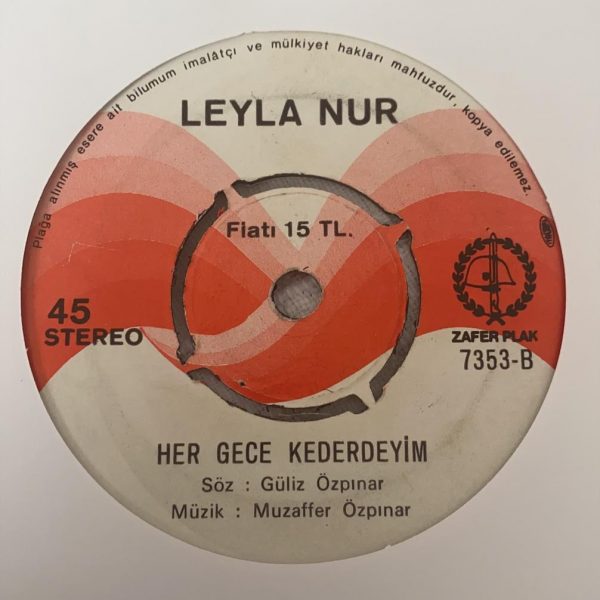 Plağa alınmış esere ait bilumum imalâtçı ve mülkiyet hakları mahfuzdur, kopya edilemez.
LEYLA NUR
Fiatı 15 TL.
45
STEREO
ZAFER PLAK
7353-B
HER GECE KEDERDEYİM
Söz : Güliz Özpınar
Müzik : Muzaffer Özpınar